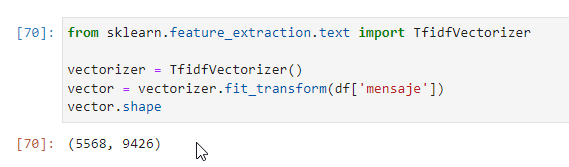 [70]: from sklearn.feature_extraction.text import TfidfVectorizer
vectorizer = TfidfVectorizer()
vector = vectorizer.fit_transform(df['mensaje'])
vector.shape
[70]: (5568, 9426)